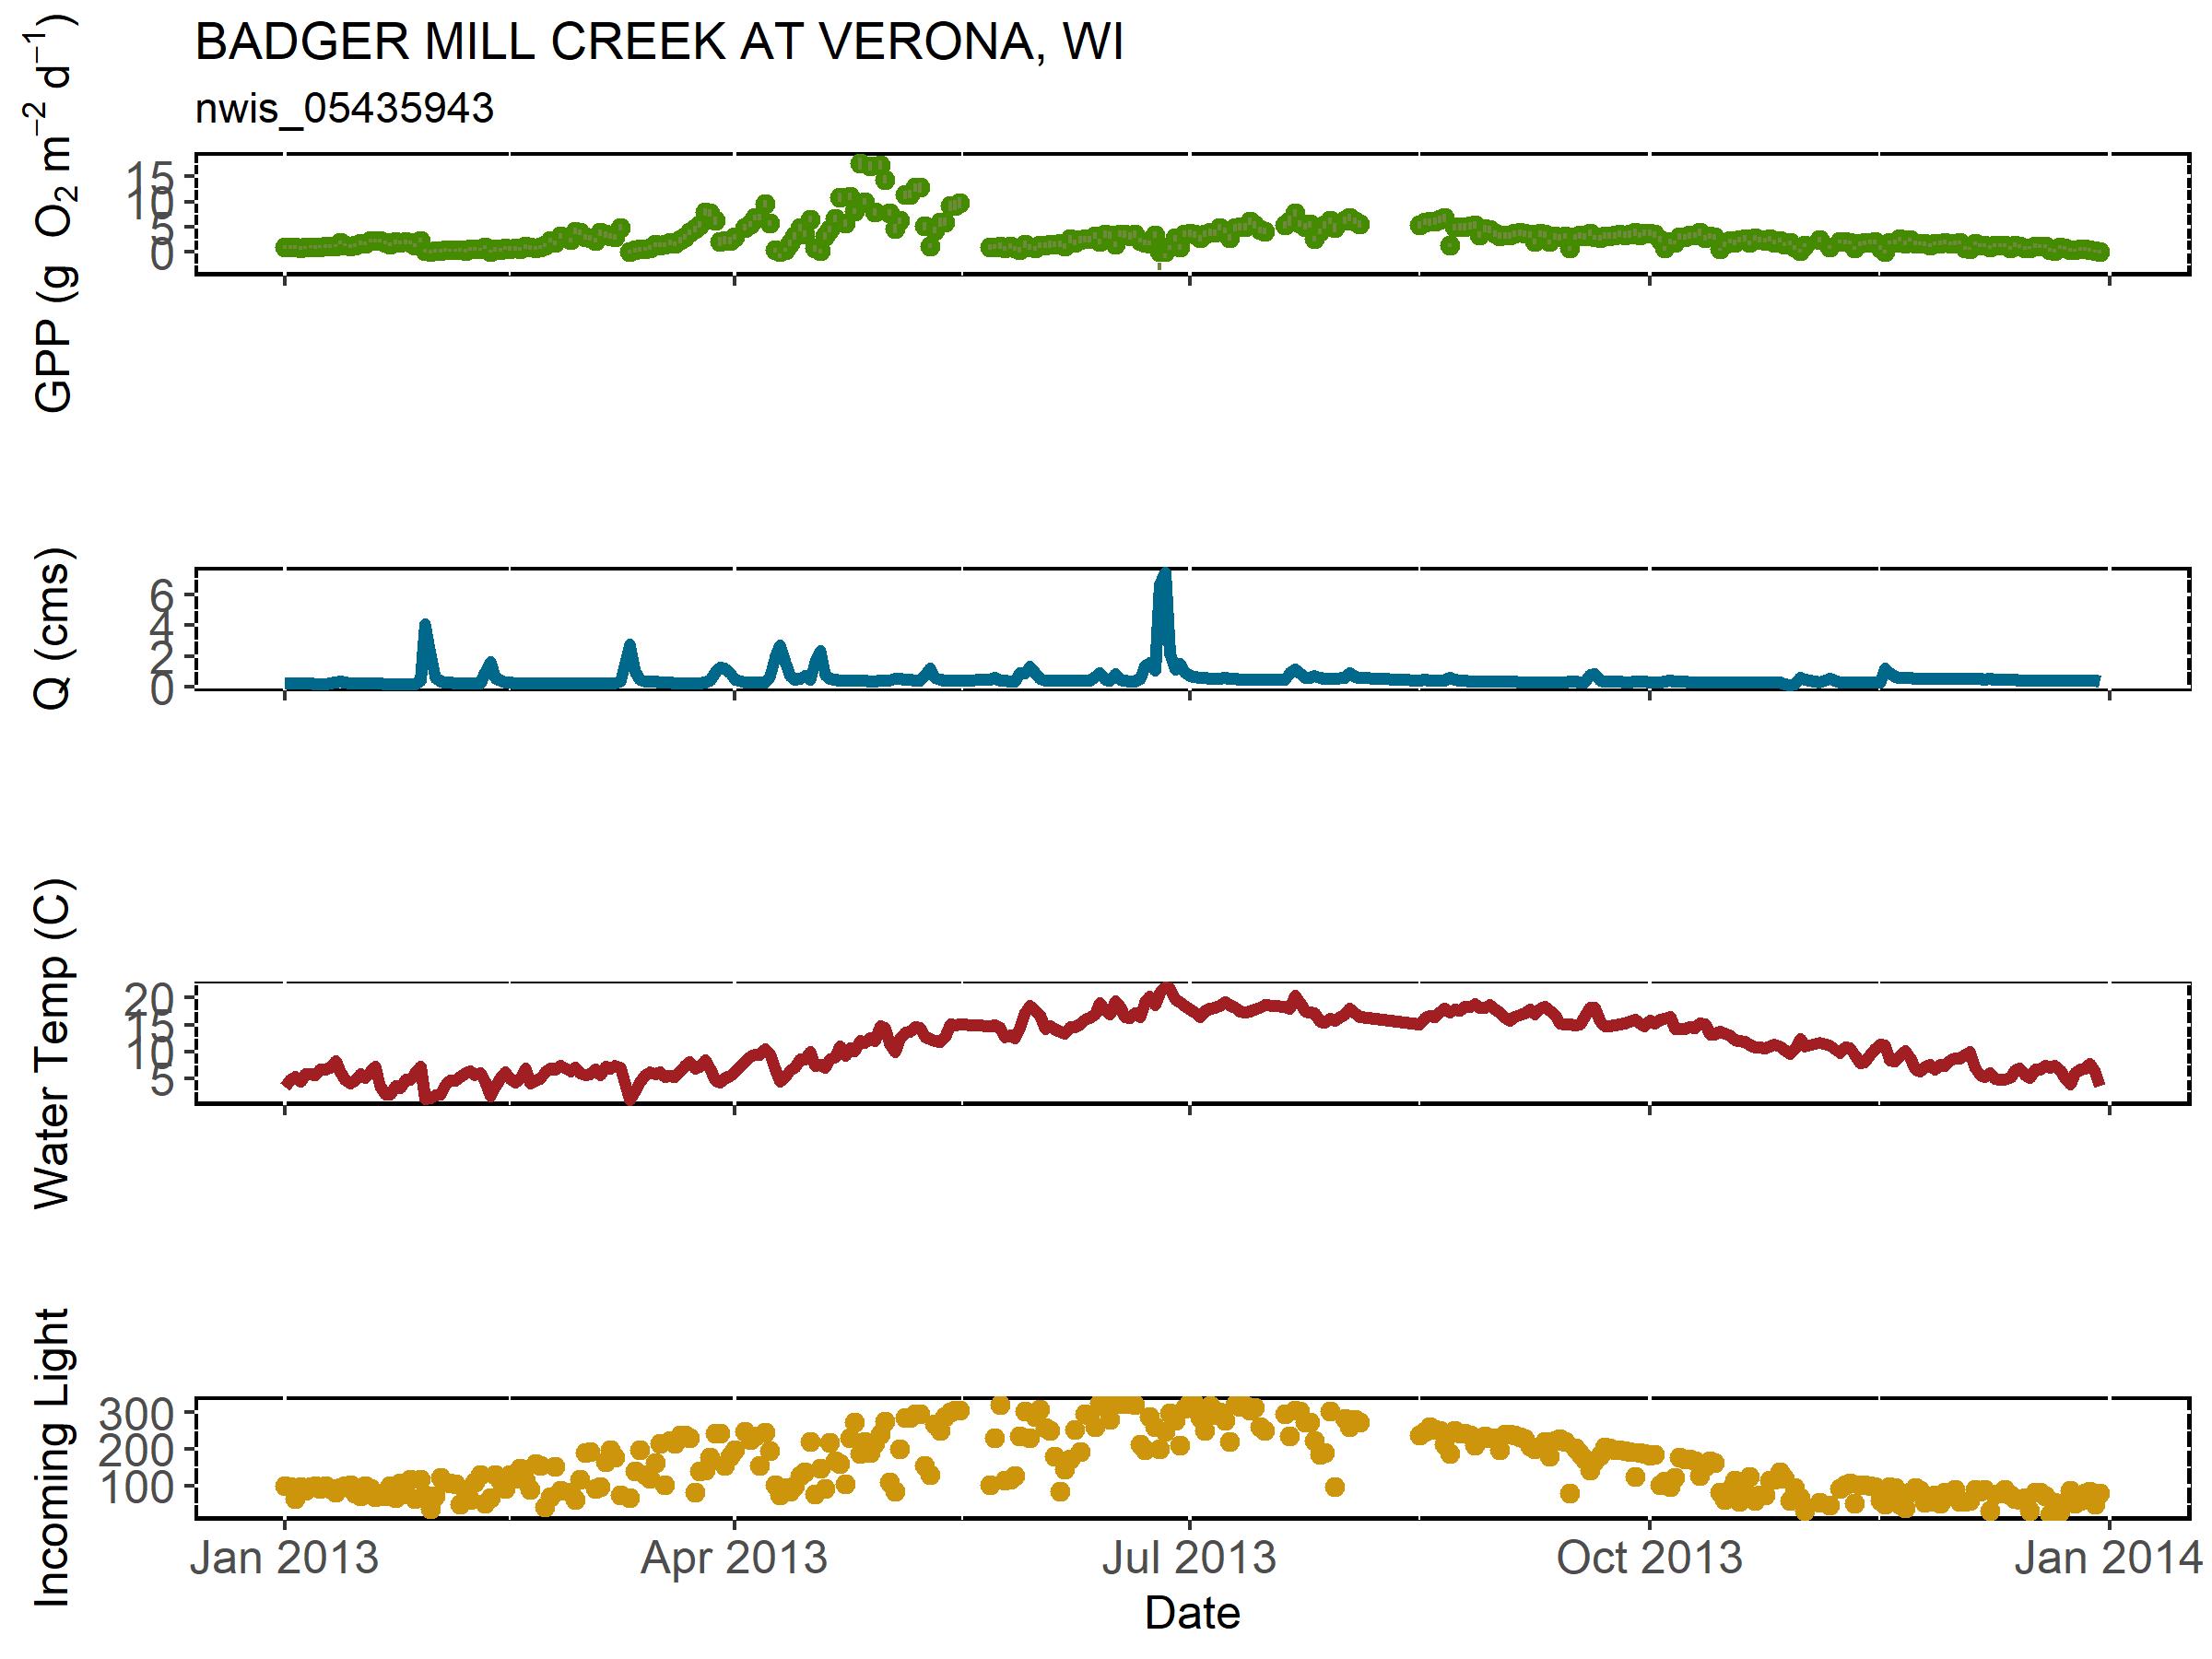 BADGER MILL CREEK AT VERONA, WI
nwis_05435943
GPP (g O₂ m⁻² d⁻¹)
15
10
5
0
Q (cms)
6
4
2
0
Water Temp (C)
20
15
10
5
Incoming Light
300
200
100
Jan 2013 Apr 2013 Jul 2013 Oct 2013 Jan 2014
Date